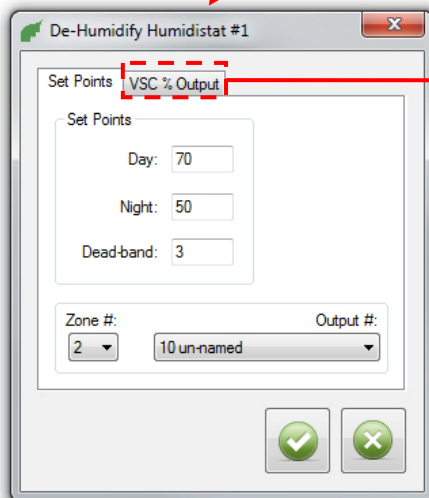 De-Humidify Humidistat #1
Set Points VSC % Output
Set Points
Day: 70
Night: 50
Dead-band: 3
Zone #: Output #:
2 10 un-named